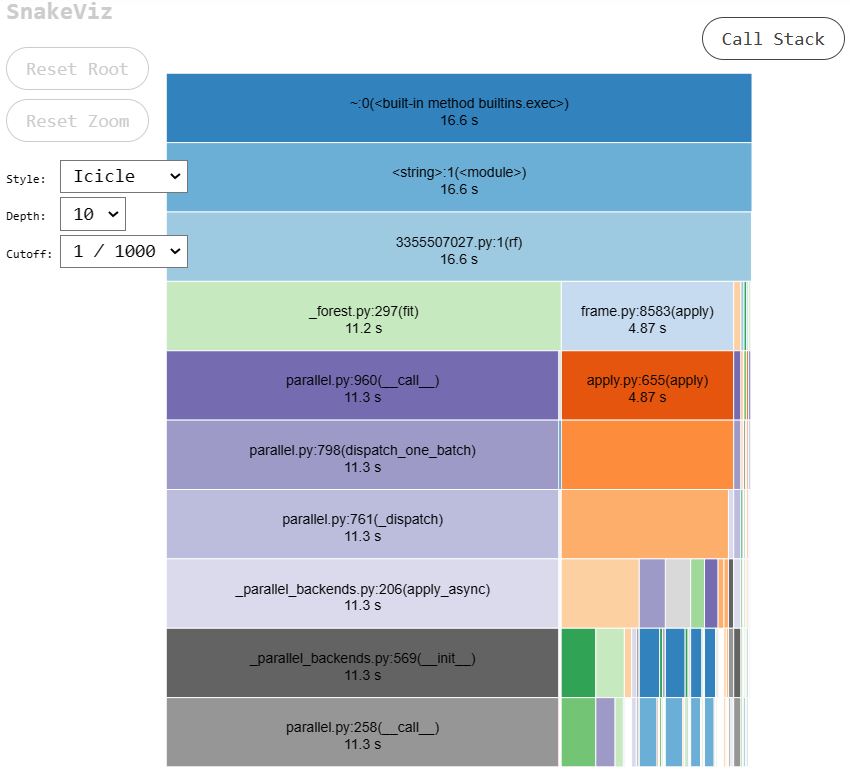 SnakeViz
Call Stack
Reset Root
Reset Zoom
Style: Icicle
Depth: 10
Cutoff: 1 / 1000
~:0(<built-in method builtins.exec>)
16.6 s
<string>:1(<module>)
16.6 s
3355507027.py:1(rf)
16.6 s
_forest.py:297(fit)
11.2 s
frame.py:8583(apply)
4.87 s
parallel.py:960(__call__)
11.3 s
apply.py:655(apply)
4.87 s
parallel.py:798(dispatch_one_batch)
11.3 s
parallel.py:761(_dispatch)
11.3 s
_parallel_backends.py:206(apply_async)
11.3 s
_parallel_backends.py:569(__init__)
11.3 s
parallel.py:258(__call__)
11.3 s